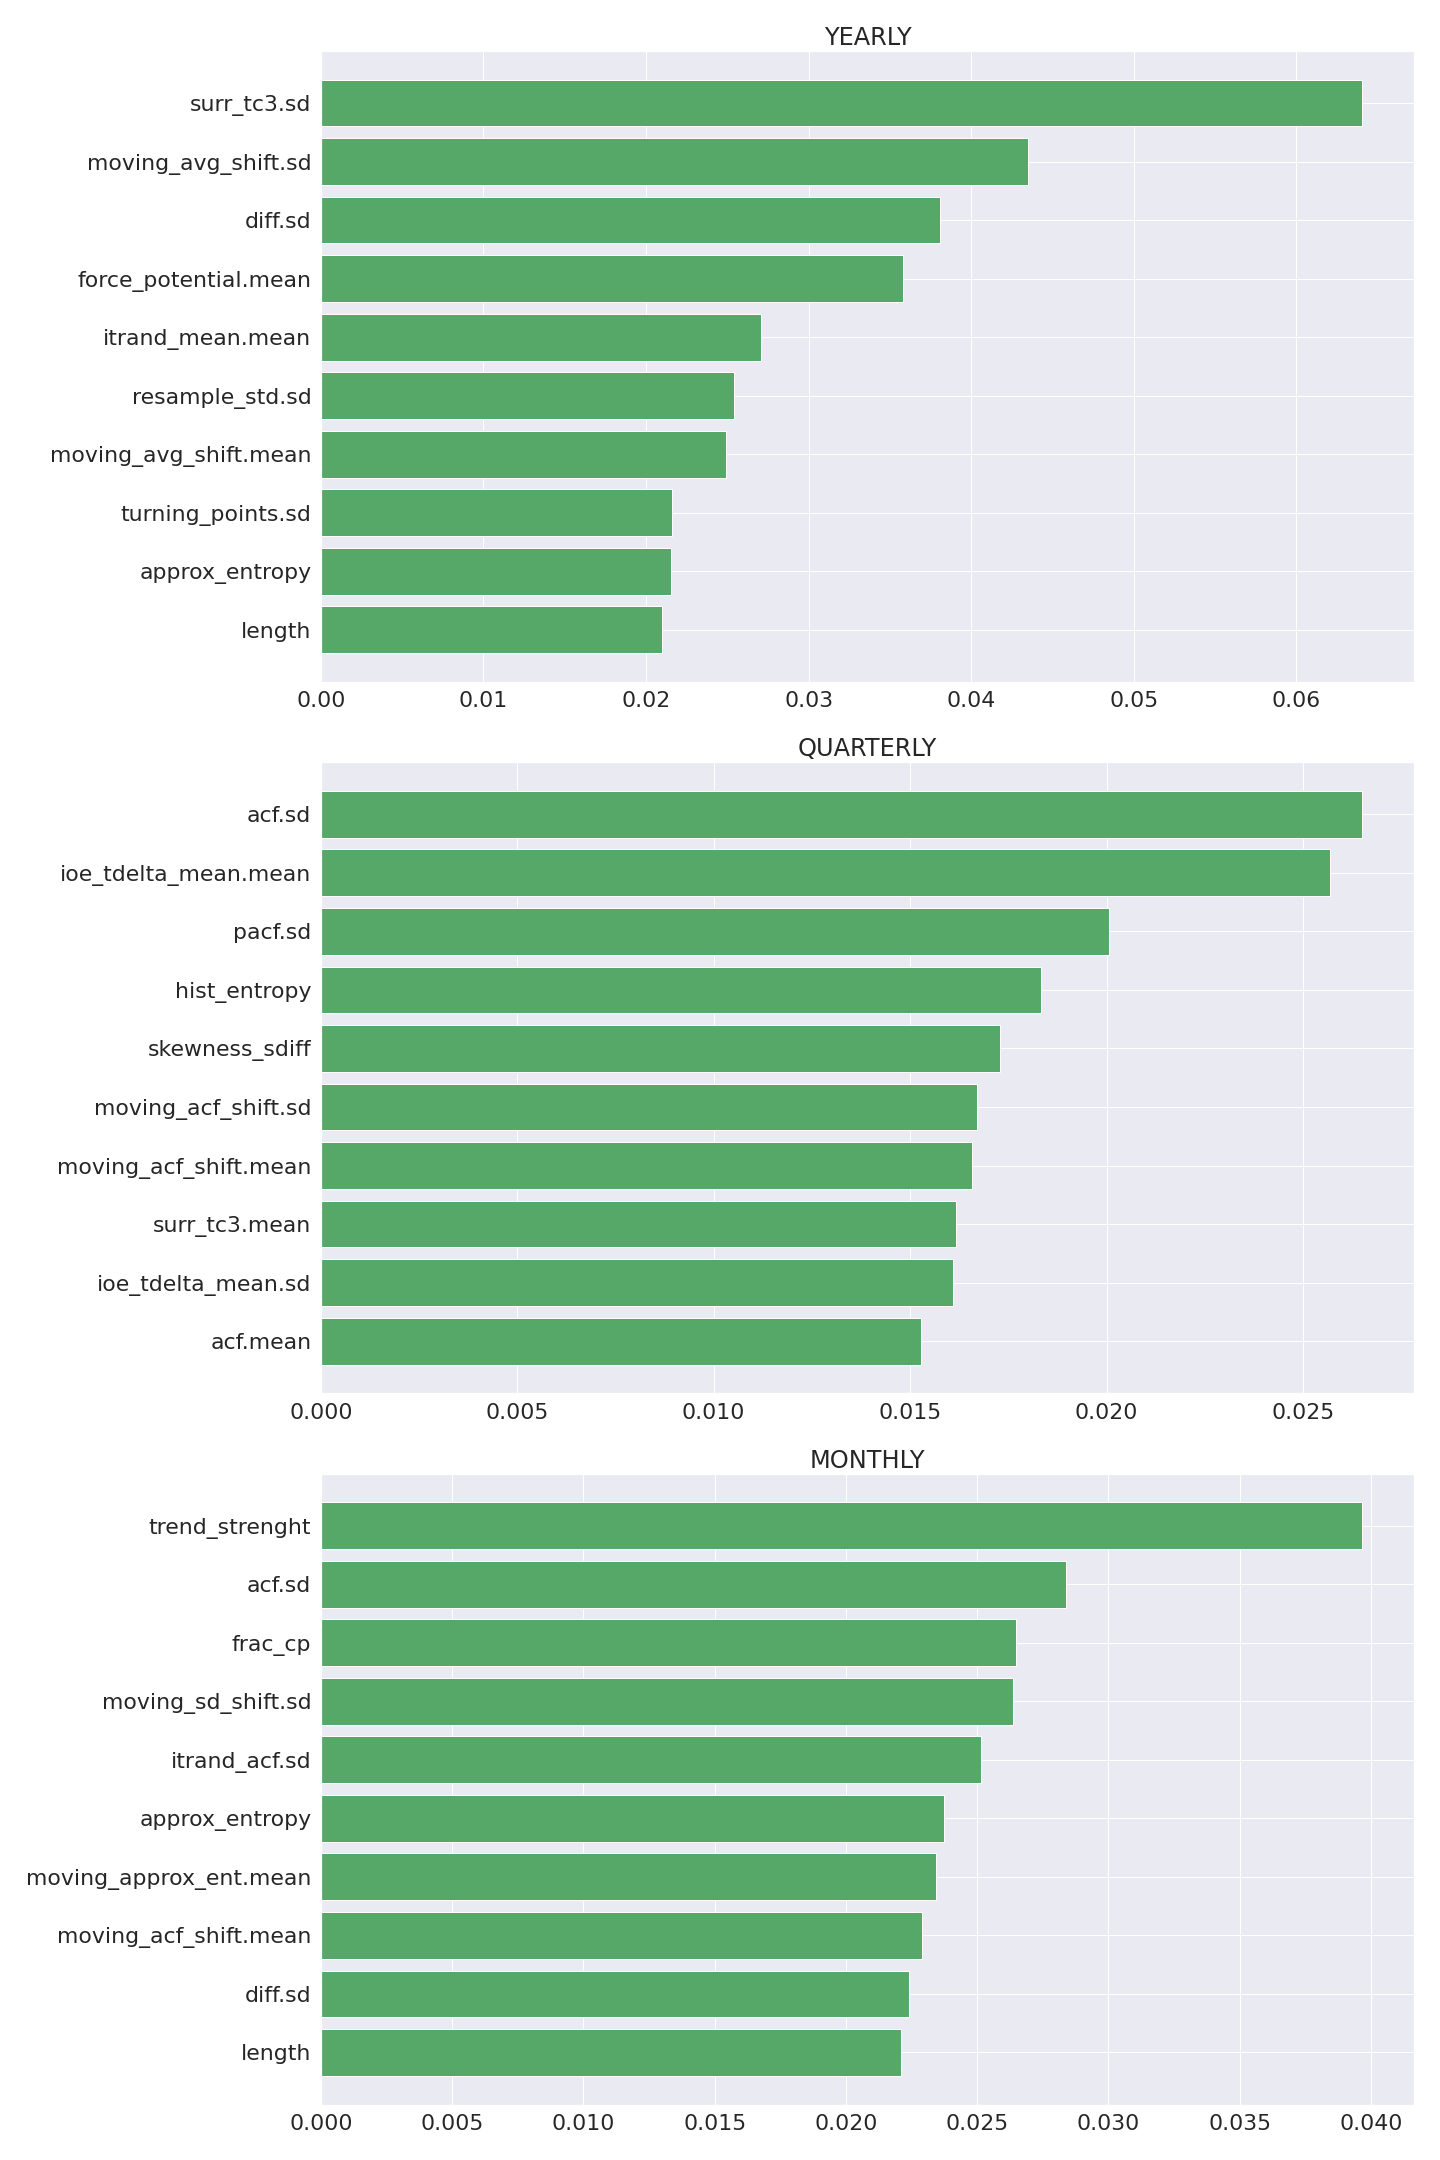 YEARLY
surr_tc3.sd
moving_avg_shift.sd
diff.sd
force_potential.mean
itrand_mean.mean
resample_std.sd
moving_avg_shift.mean
turning_points.sd
approx_entropy
length
0.00 0.01 0.02 0.03 0.04 0.05 0.06
QUARTERLY
acf.sd
ioe_tdelta_mean.mean
pacf.sd
hist_entropy
skewness_sdiff
moving_acf_shift.sd
moving_acf_shift.mean
surr_tc3.mean
ioe_tdelta_mean.sd
acf.mean
0.000 0.005 0.010 0.015 0.020 0.025
MONTHLY
trend_strenght
acf.sd
frac_cp
moving_sd_shift.sd
itrand_acf.sd
approx_entropy
moving_approx_ent.mean
moving_acf_shift.mean
diff.sd
length
0.000 0.005 0.010 0.015 0.020 0.025 0.030 0.035 0.040